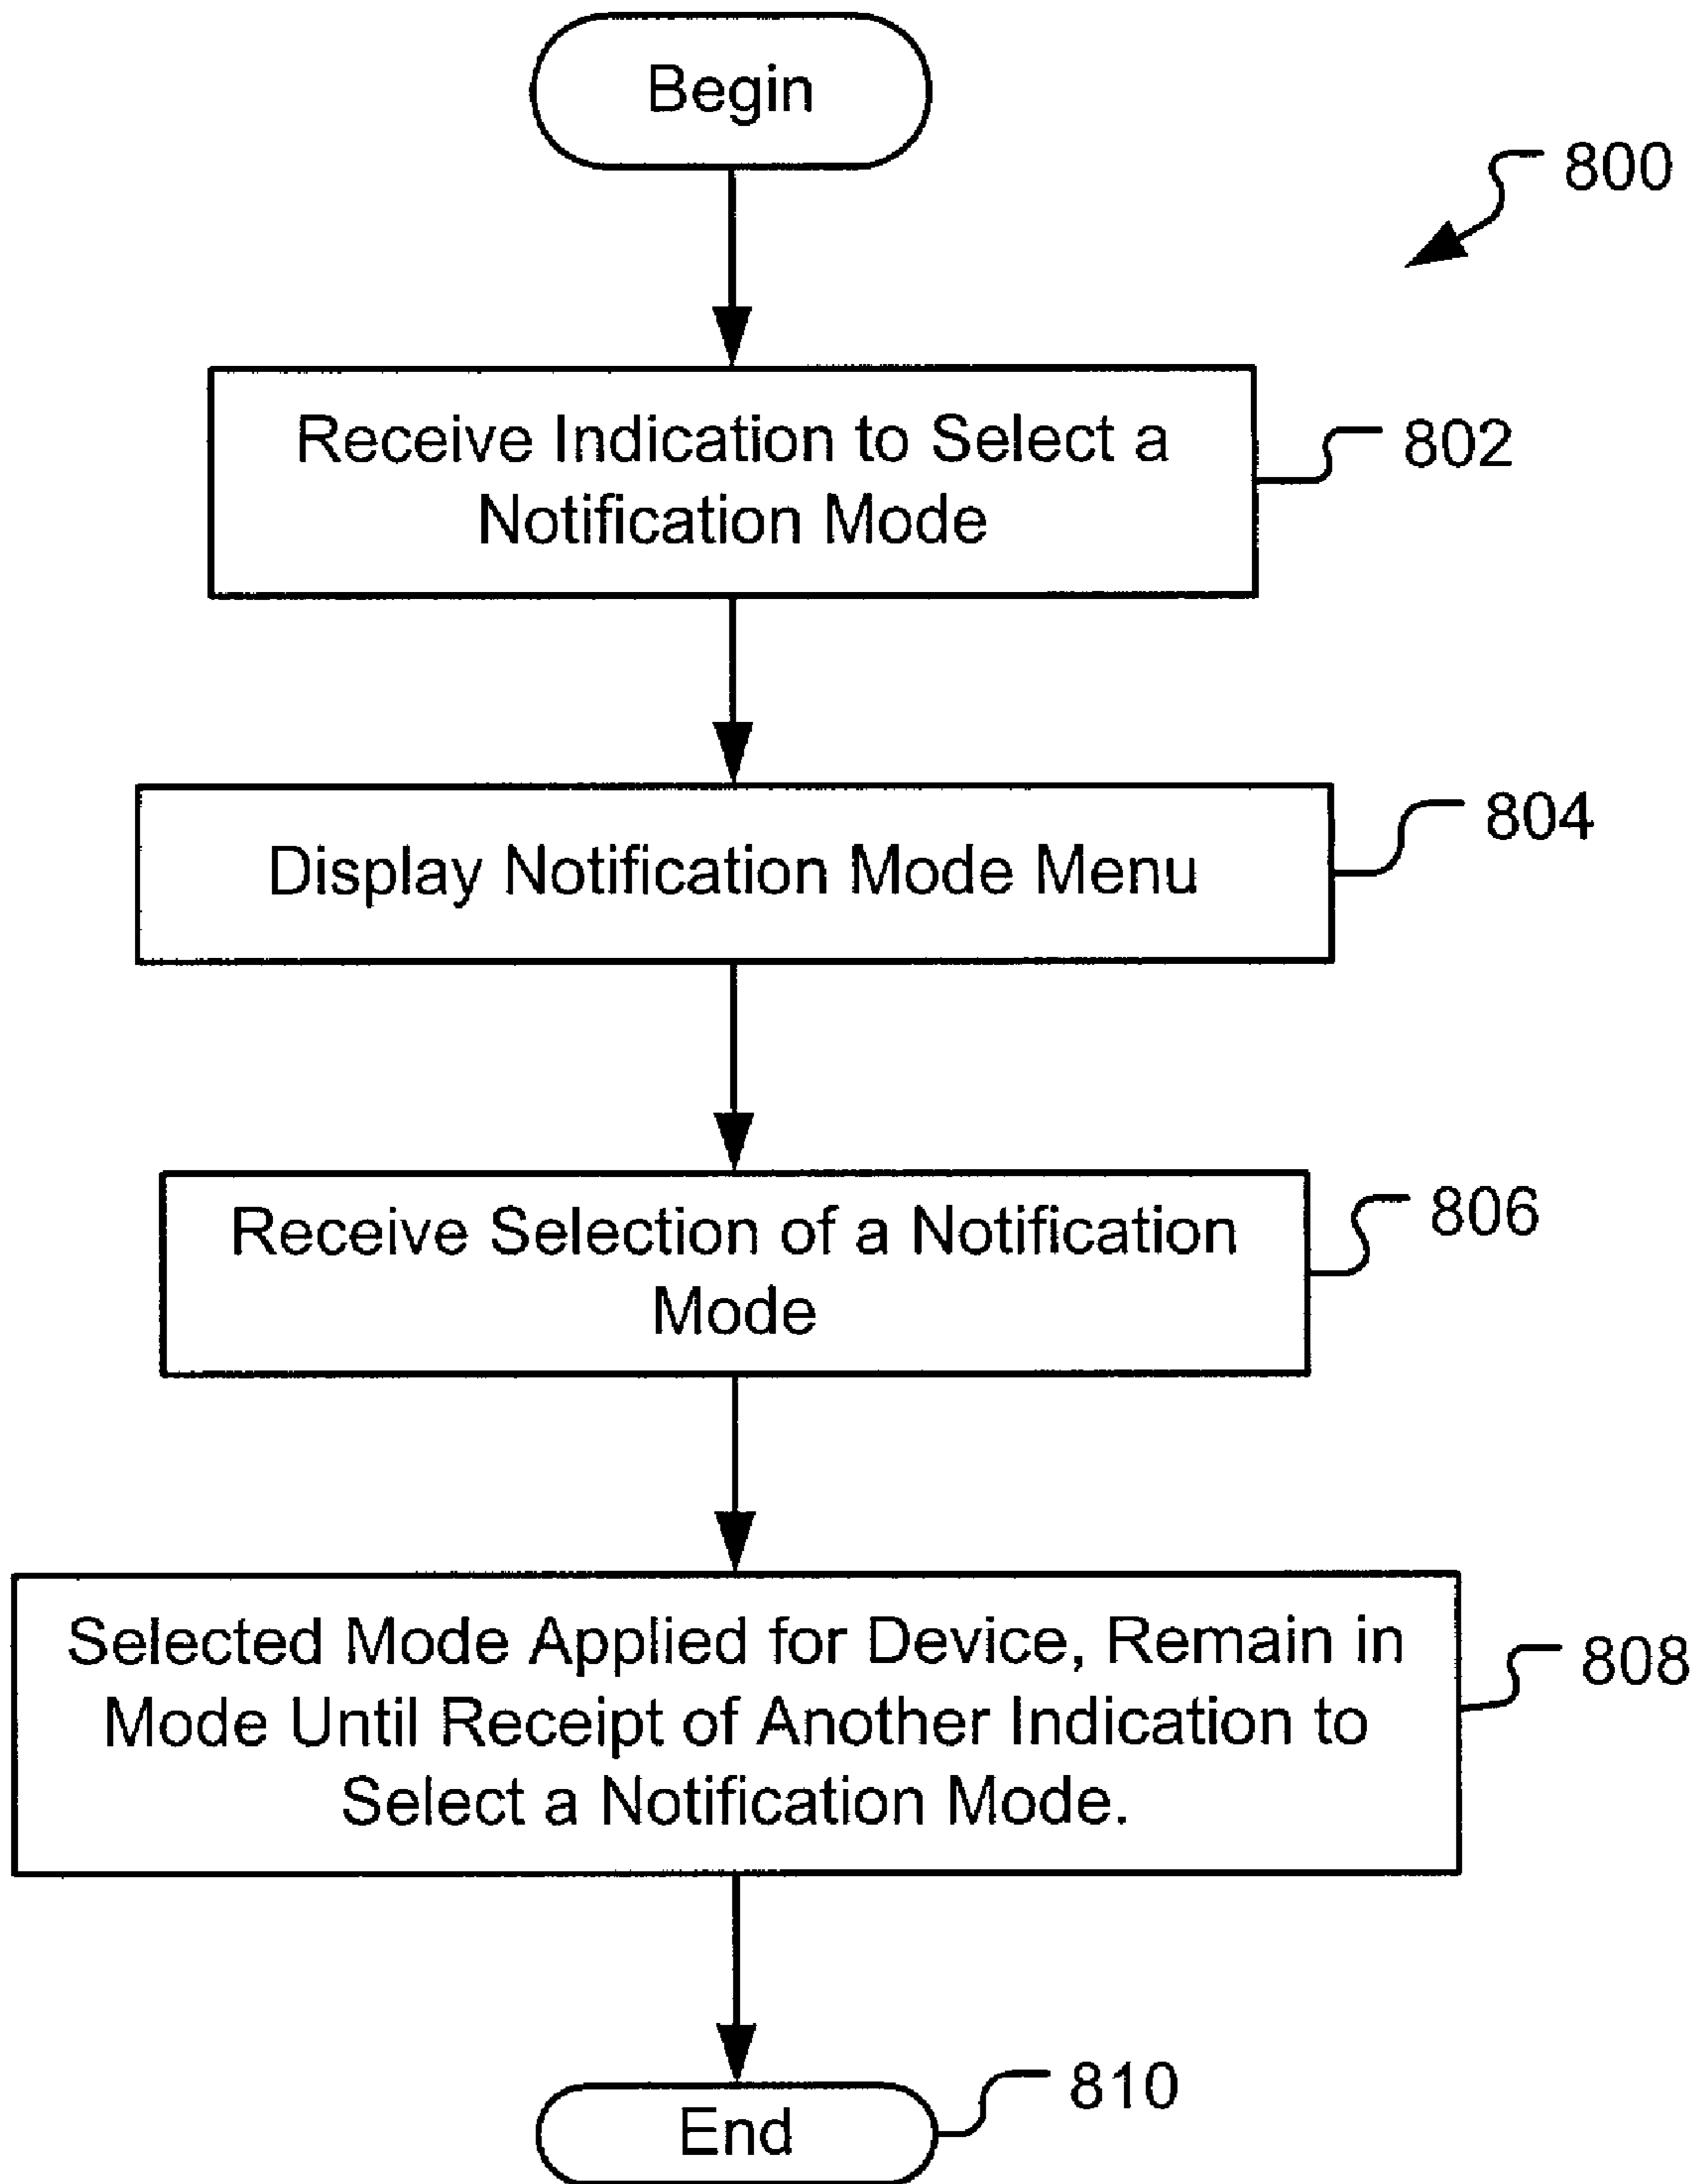 Begin
800
Receive Indication to Select a
Notification Mode
802
Display Notification Mode Menu
804
Receive Selection of a Notification
Mode
806
Selected Mode Applied for Device, Remain in
Mode Until Receipt of Another Indication to
Select a Notification Mode.
808
End
810